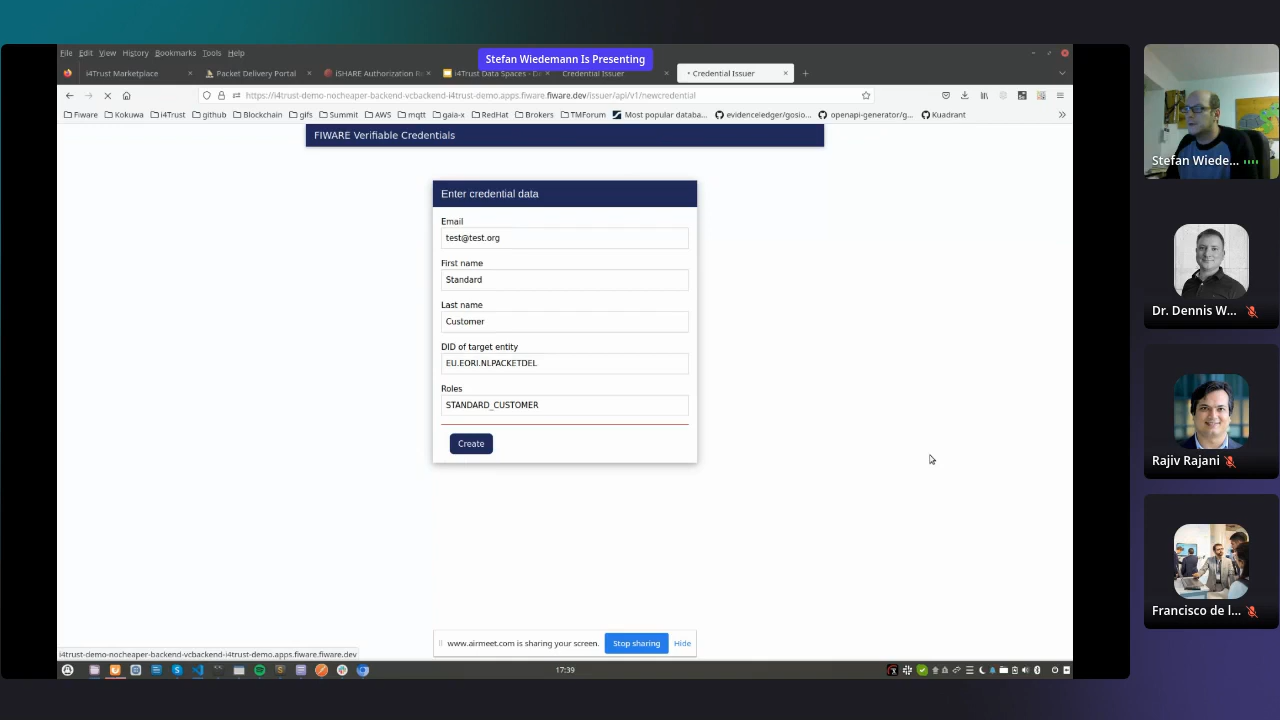 File Edit View History Bookmarks Tools Help
Stefan Wiedemann Is Presenting
i4Trust Marketplace
Packet Delivery Portal
iSHARE Authorization R
i4Trust Data Spaces - D
Credential Issuer
Credential Issuer
https://i4trust-demo-nocheaper-backend-vcbackend-i4trust-demo.apps.fiware.fiware.dev/issuer/api/v1/newcredential
Fiware Kokuwa i4Trust github Blockchain gifs Summit AWS mqtt gaia-x RedHat Brokers TMForum Most popular databa... evidenceledger/gosio... openapi-generator/g... Kuadrant
FIWARE Verifiable Credentials
Enter credential data
Email
test@test.org
First name
Standard
Last name
Customer
DID of target entity
EU.EORI.NLPACKETDEL
Roles
STANDARD_CUSTOMER
Create
www.airmeet.com is sharing your screen. Stop sharing Hide
i4trust-demo-nocheaper-backend-vcbackend-i4trust-demo.apps.fiware.fiware.dev
17:39
Stefan Wiede...
Dr. Dennis W...
Rajiv Rajani
Francisco de l...